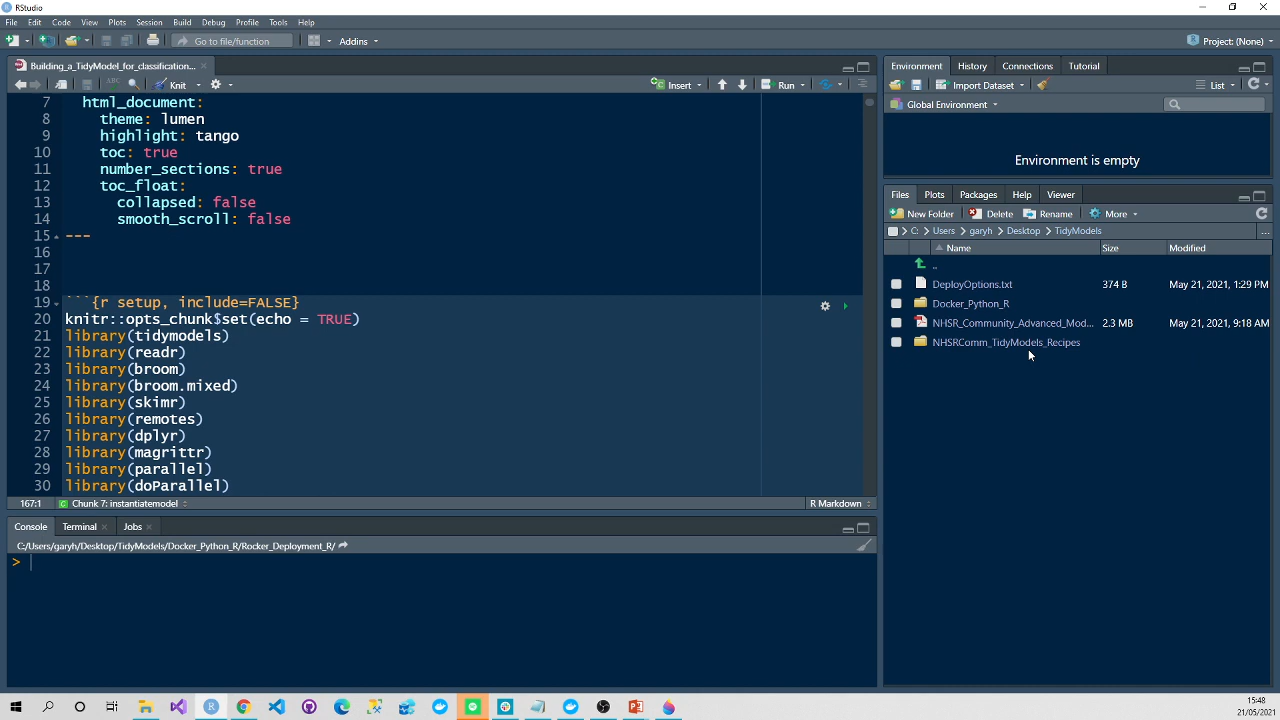 RStudio
File Edit Code View Plots Session Build Debug Profile Tools Help
Go to file/function Addins Project: (None)
Building_a_TidyModel_for_classification...
Knit Insert Run
7 html_document:
8 theme: lumen
9 highlight: tango
10 toc: true
11 number_sections: true
12 toc_float:
13 collapsed: false
14 smooth_scroll: false
15 ---
16
17
18
19 ```{r setup, include=FALSE}
20 knitr::opts_chunk$set(echo = TRUE)
21 library(tidymodels)
22 library(readr)
23 library(broom)
24 library(broom.mixed)
25 library(skimr)
26 library(remotes)
27 library(dplyr)
28 library(magrittr)
29 library(parallel)
30 library(doParallel)
167:1 Chunk 7: instantiatemodel R Markdown
Console Terminal Jobs
C:/Users/garyh/Desktop/TidyModels/Docker_Python_R/Rocker_Deployment_R/
>
Environment History Connections Tutorial
Import Dataset List
Global Environment
Environment is empty
Files Plots Packages Help Viewer
New Folder Delete Rename More
C: Users garyh Desktop TidyModels ...
Name Size Modified
..
DeployOptions.txt 374 B May 21, 2021, 1:29 PM
Docker_Python_R
NHSR_Community_Advanced_Mod... 2.3 MB May 21, 2021, 9:18 AM
NHSRComm_TidyModels_Recipes
15:48
21/05/2021